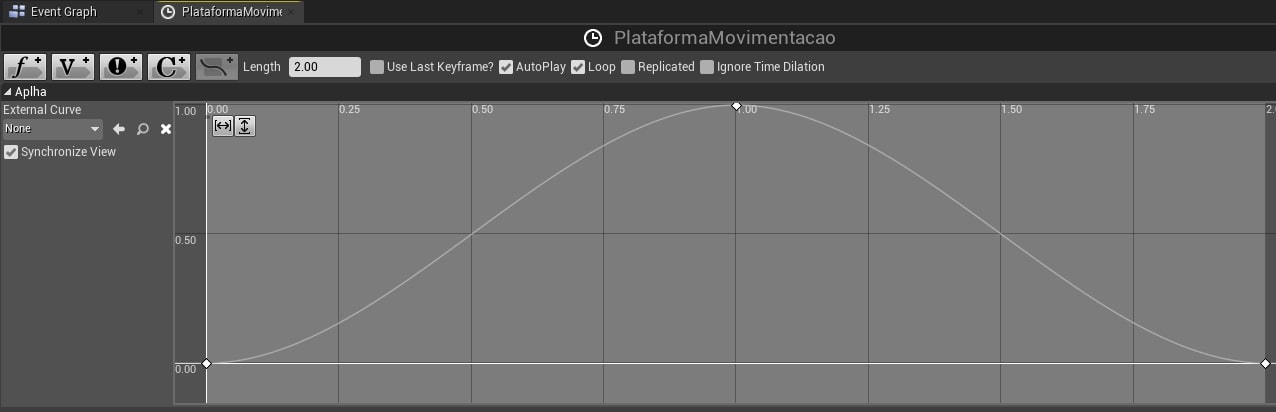 Event Graph
PlataformaMovime
PlataformaMovimentacao
f V C Length 2.00 Use Last Keyframe? AutoPlay Loop Replicated Ignore Time Dilation
Aplha
External Curve
None
Synchronize View
0.00 0.25 0.50 0.75 1.00 1.25 1.50 1.75 2.0
1.00
0.50
0.00